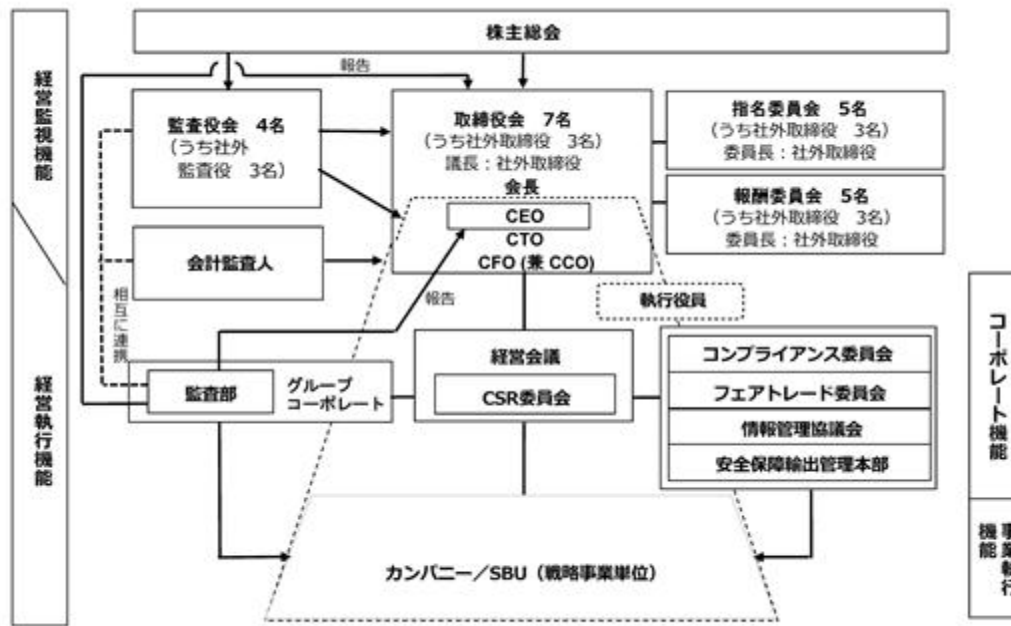 株主総会
経営監視機能
報告
監査役会 4名
(うち社外
監査役 3名)
取締役会 7名
(うち社外取締役 3名)
議長:社外取締役
会長
CEO
CTO
CFO (兼 CCO)
指名委員会 5名
(うち社外取締役 3名)
委員長:社外取締役
報酬委員会 5名
(うち社外取締役 3名)
委員長:社外取締役
会計監査人
相互に連携
報告
執行役員
経営執行機能
監査部
グループ
コーポレート
経営会議
CSR委員会
コンプライアンス委員会
フェアトレード委員会
情報管理協議会
安全保障輸出管理本部
コーポレート機能
カンパニー/SBU(戦略事業単位)
事業執行
機能